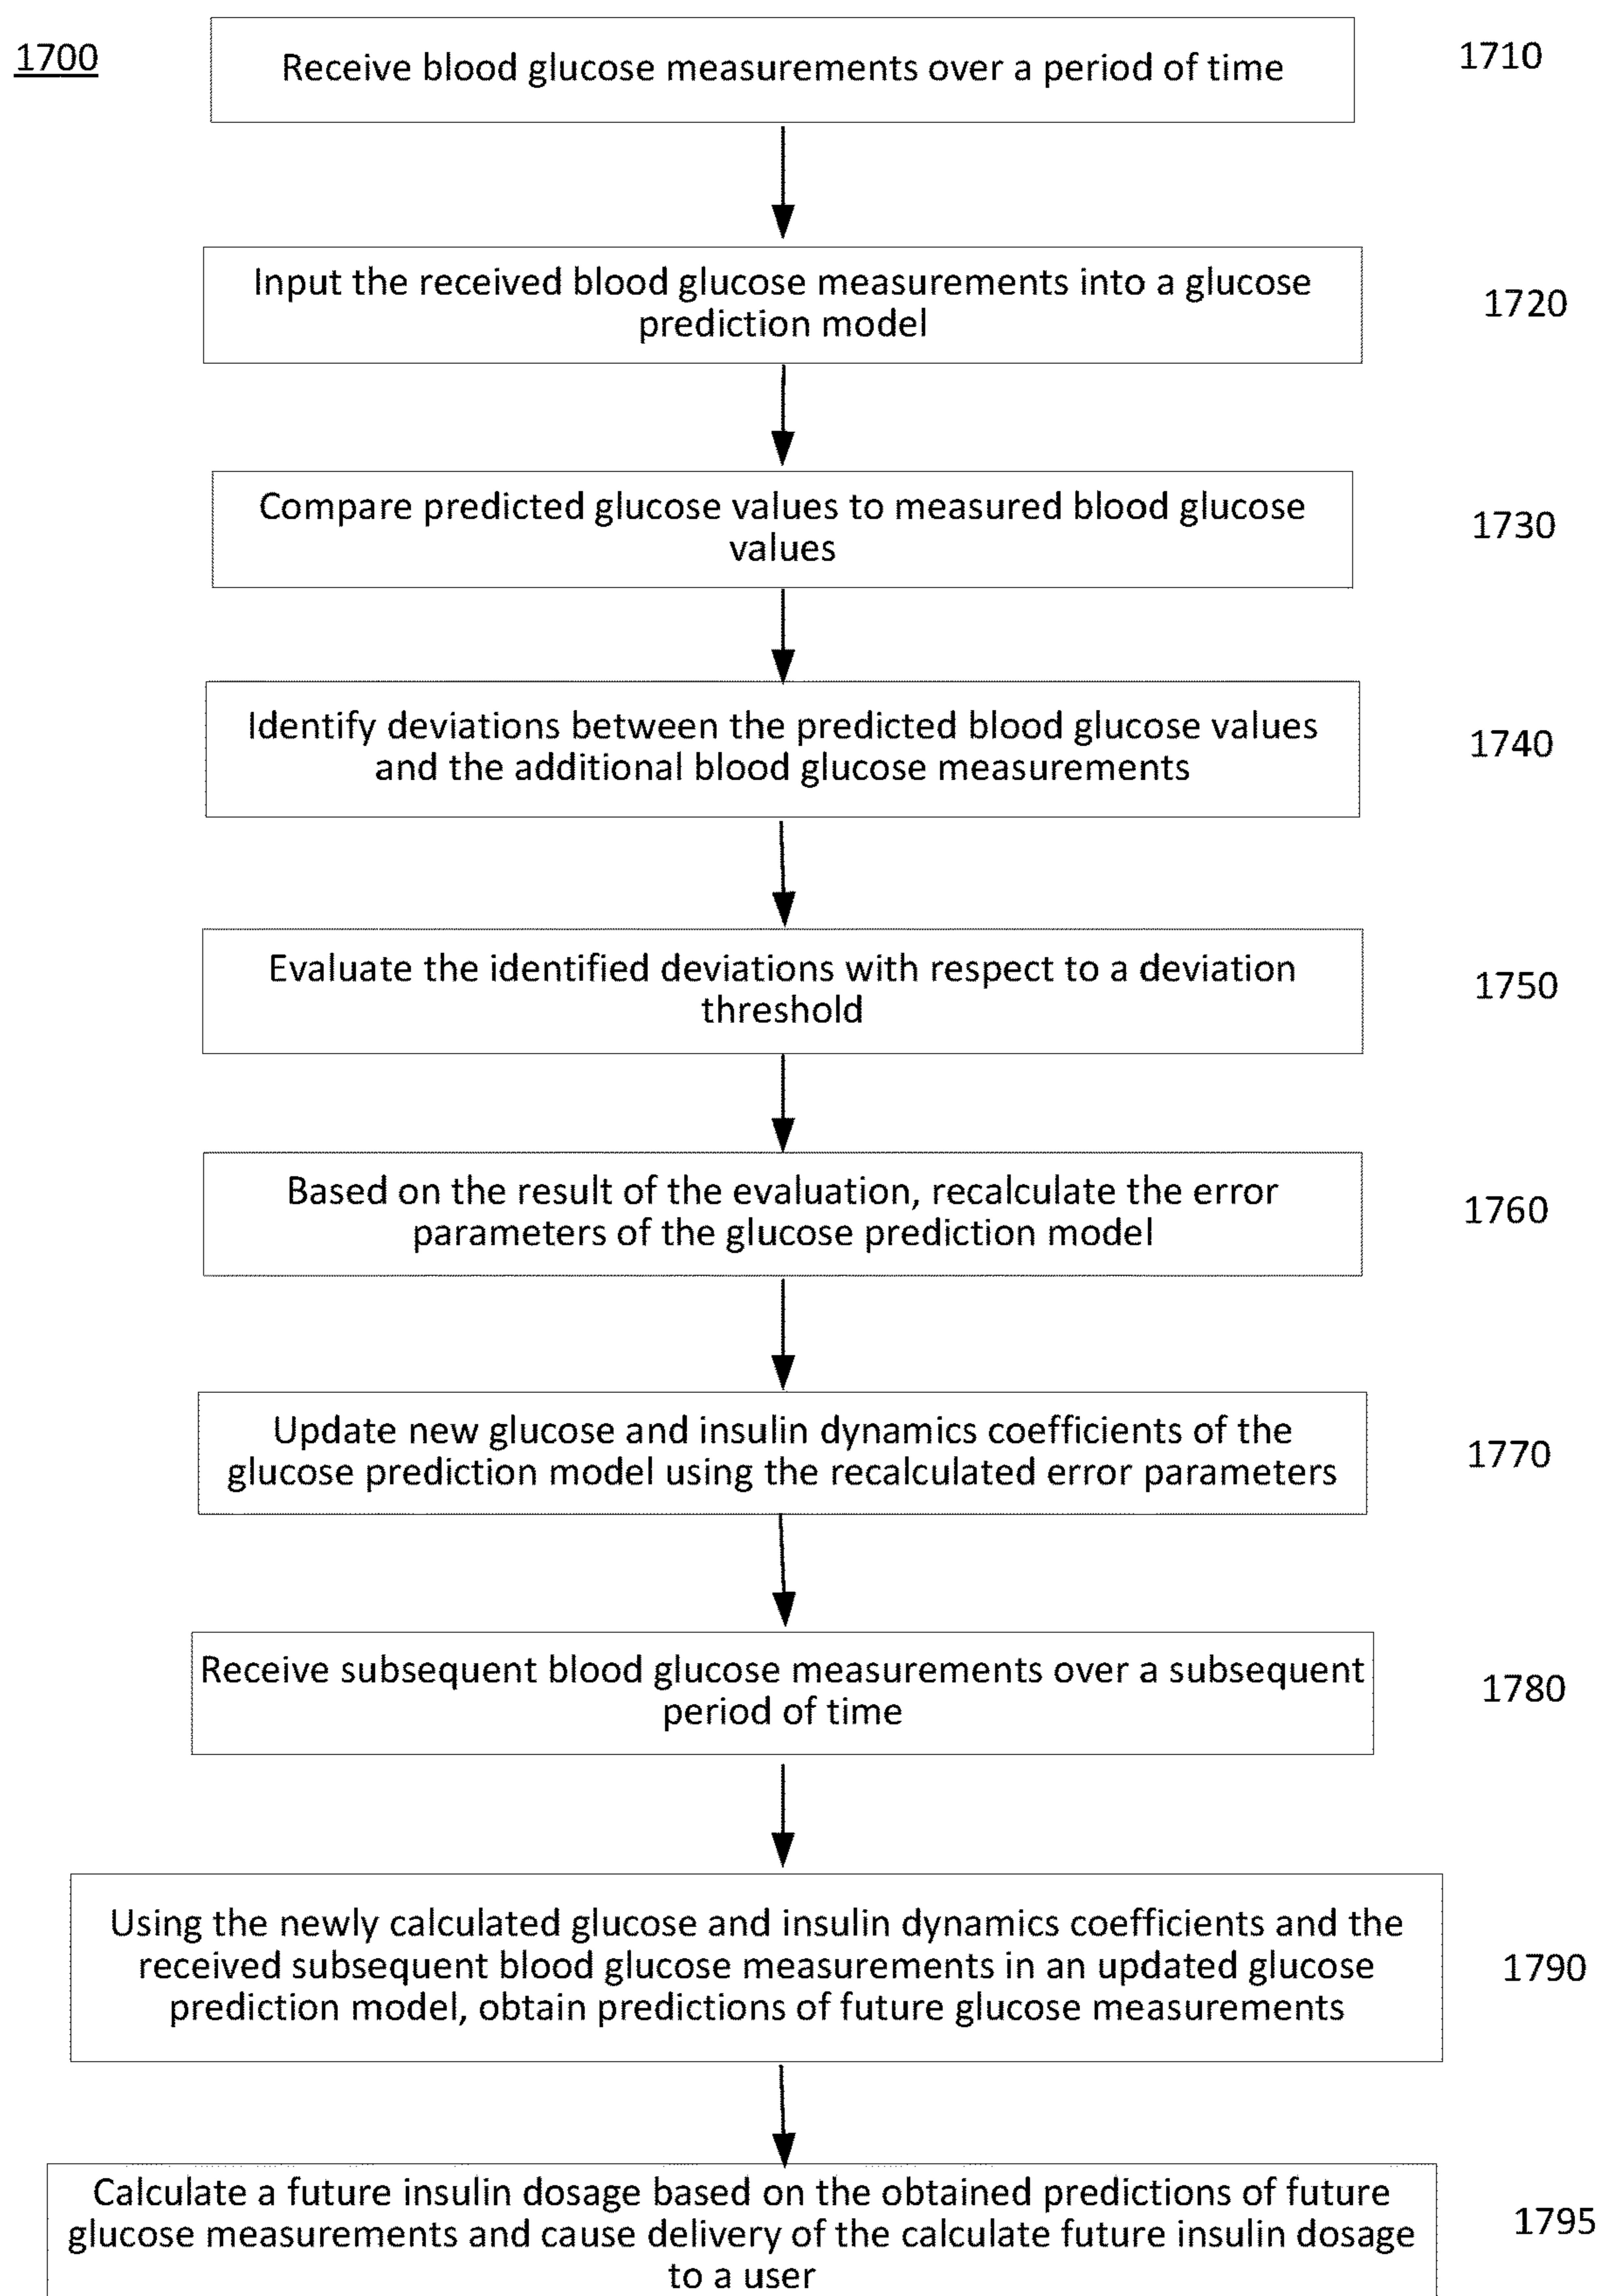 1700
Receive blood glucose measurements over a period of time
1710
Input the received blood glucose measurements into a glucose
prediction model
1720
Compare predicted glucose values to measured blood glucose
values
1730
Identify deviations between the predicted blood glucose values
and the additional blood glucose measurements
1740
Evaluate the identified deviations with respect to a deviation
threshold
1750
Based on the result of the evaluation, recalculate the error
parameters of the glucose prediction model
1760
Update new glucose and insulin dynamics coefficients of the
glucose prediction model using the recalculated error parameters
1770
Receive subsequent blood glucose measurements over a subsequent
period of time
1780
Using the newly calculated glucose and insulin dynamics coefficients and the
received subsequent blood glucose measurements in an updated glucose
prediction model, obtain predictions of future glucose measurements
1790
Calculate a future insulin dosage based on the obtained predictions of future
glucose measurements and cause delivery of the calculate future insulin dosage
to a user
1795